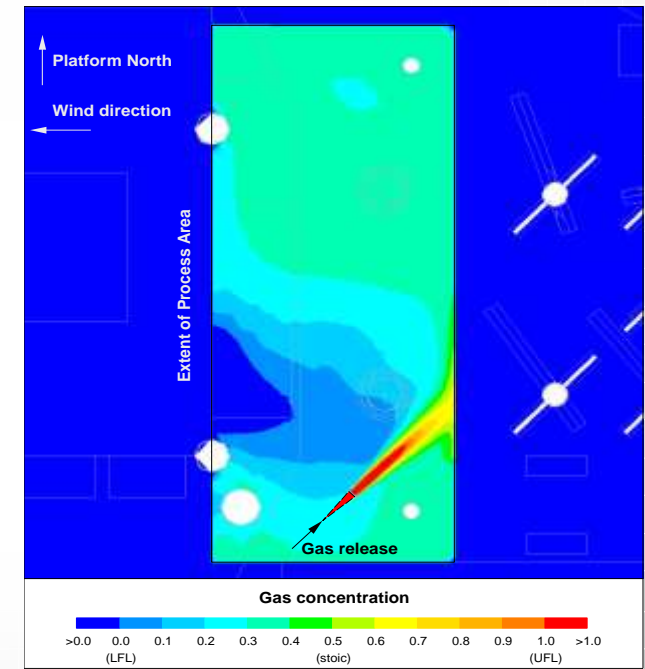 Platform North
Wind direction
Extent of Process Area
Gas release
Gas concentration
>0.0 0.0 0.1 0.2 0.3 0.4 0.5 0.6 0.7 0.8 0.9 1.0 >1.0
(LFL) (stoic) (UFL)